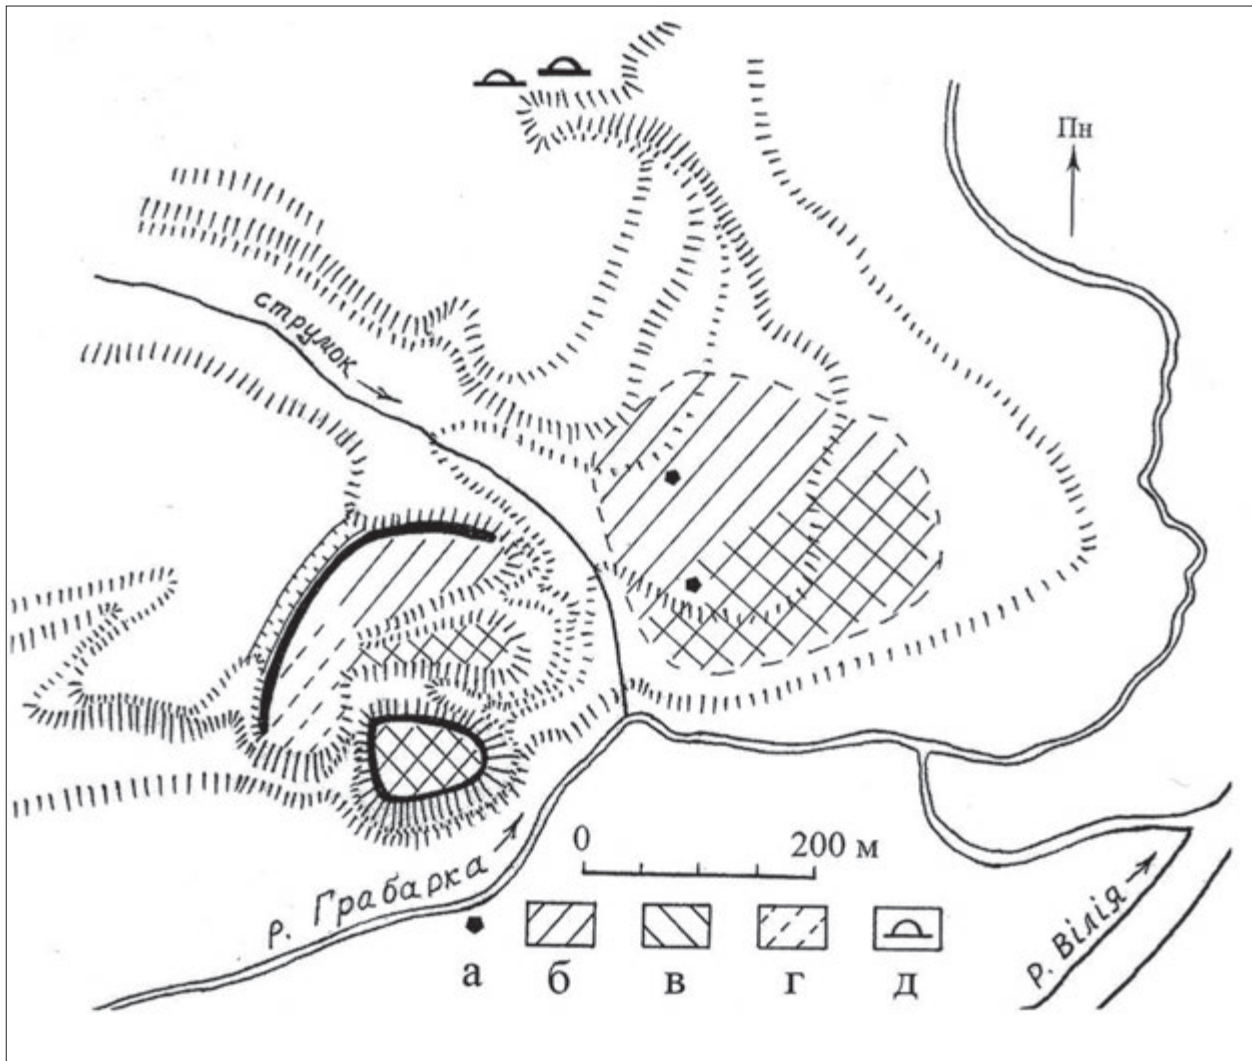 Пн
струмок
0 200 м
р. Грабарка
р. Вілія
а б в г д